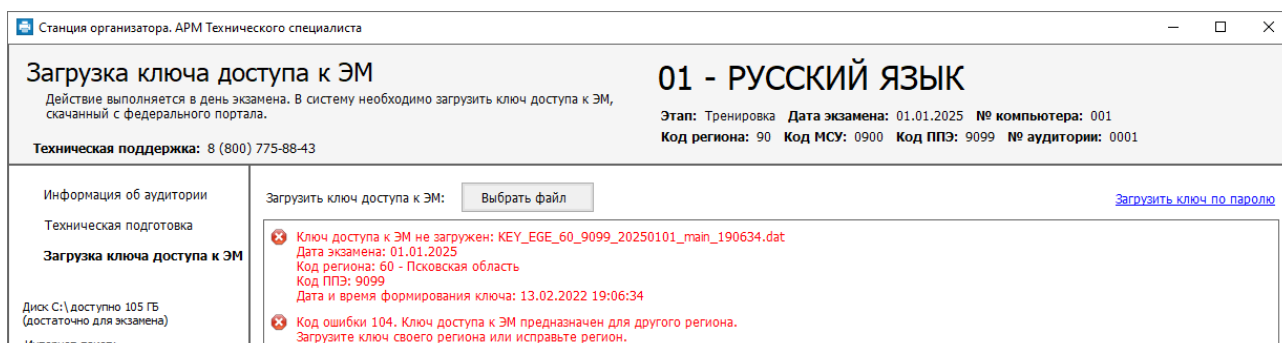 Станция организатора. АРМ Технического специалиста
Загрузка ключа доступа к ЭМ
Действие выполняется в день экзамена. В систему необходимо загрузить ключ доступа к ЭМ,
скачанный с федерального портала.
Техническая поддержка: 8 (800) 775-88-43
01 - РУССКИЙ ЯЗЫК
Этап: Тренировка Дата экзамена: 01.01.2025 № компьютера: 001
Код региона: 90 Код МСУ: 0900 Код ППЭ: 9099 № аудитории: 0001
Информация об аудитории
Техническая подготовка
Загрузка ключа доступа к ЭМ
Диск C:\ доступно 105 ГБ
(достаточно для экзамена)
Загрузить ключ доступа к ЭМ: Выбрать файл Загрузить ключ по паролю
Ключ доступа к ЭМ не загружен: KEY_EGE_60_9099_20250101_main_190634.dat
Дата экзамена: 01.01.2025
Код региона: 60 - Псковская область
Код ППЭ: 9099
Дата и время формирования ключа: 13.02.2022 19:06:34
Код ошибки 104. Ключ доступа к ЭМ предназначен для другого региона.
Загрузите ключ своего региона или исправьте регион.